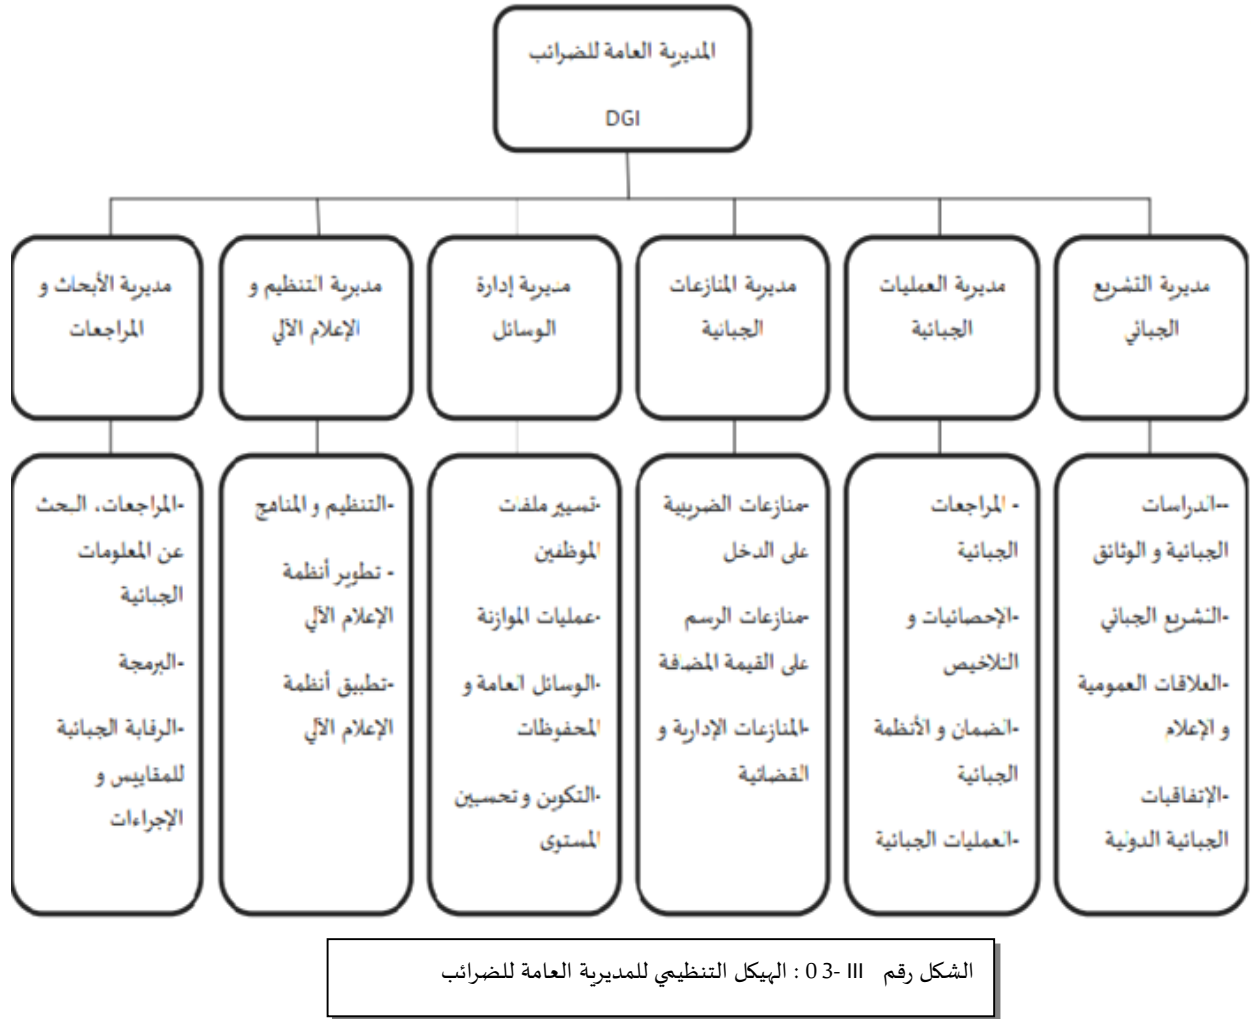 المديرية العامة للضرائب
DGI
مديرية التشريع
الجبائي
مديرية العمليات
الجبائية
مديرية المنازعات
الجبائية
مديرية إدارة
الوسائل
مديرية التنظيم و
الإعلام الآلي
مديرية الأبحاث و
المراجعات
--الدراسات
الجبائية و الوثائق
-التشريع الجبائي
-العلاقات العمومية
و الإعلام
-الإتفاقيات
الجبائية الدولية
- المراجعات
الجبائية
-الإحصائيات و
التلاخيص
-الضمان و الأنظمة
الجبائية
-العمليات الجبائية
-منازعات الضريبية
على الدخل
-منازعات الرسم
على القيمة المضافة
-المنازعات الإدارية و
القضائية
-تسيير ملفات
الموظفين
-عمليات الموازنة
-الوسائل العامة و
المحفوظات
-التكوين و تحسين
المستوى
-التنظيم و المناهج
- تطوير أنظمة
الإعلام الآلي
-تطبيق أنظمة
الإعلام الآلي
-المراجعات، البحث
عن المعلومات
الجبائية
-البرمجة
-الرقابة الجبائية
للمقاييس و
الإجراءات
الشكل رقم III -03 : الهيكل التنظيمي للمديرية العامة للضرائب